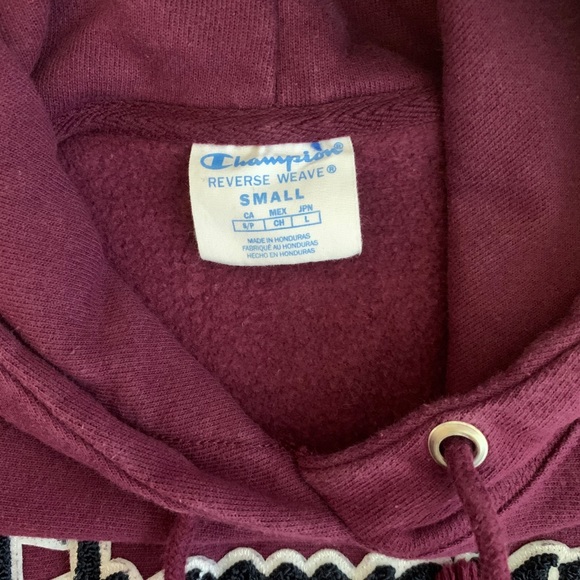 Champion®
REVERSE WEAVE®
SMALL
CA MEX JPN
S/P CH L
MADE IN HONDURAS
FABRIQUÉ AU HONDURAS
HECHO EN HONDURAS